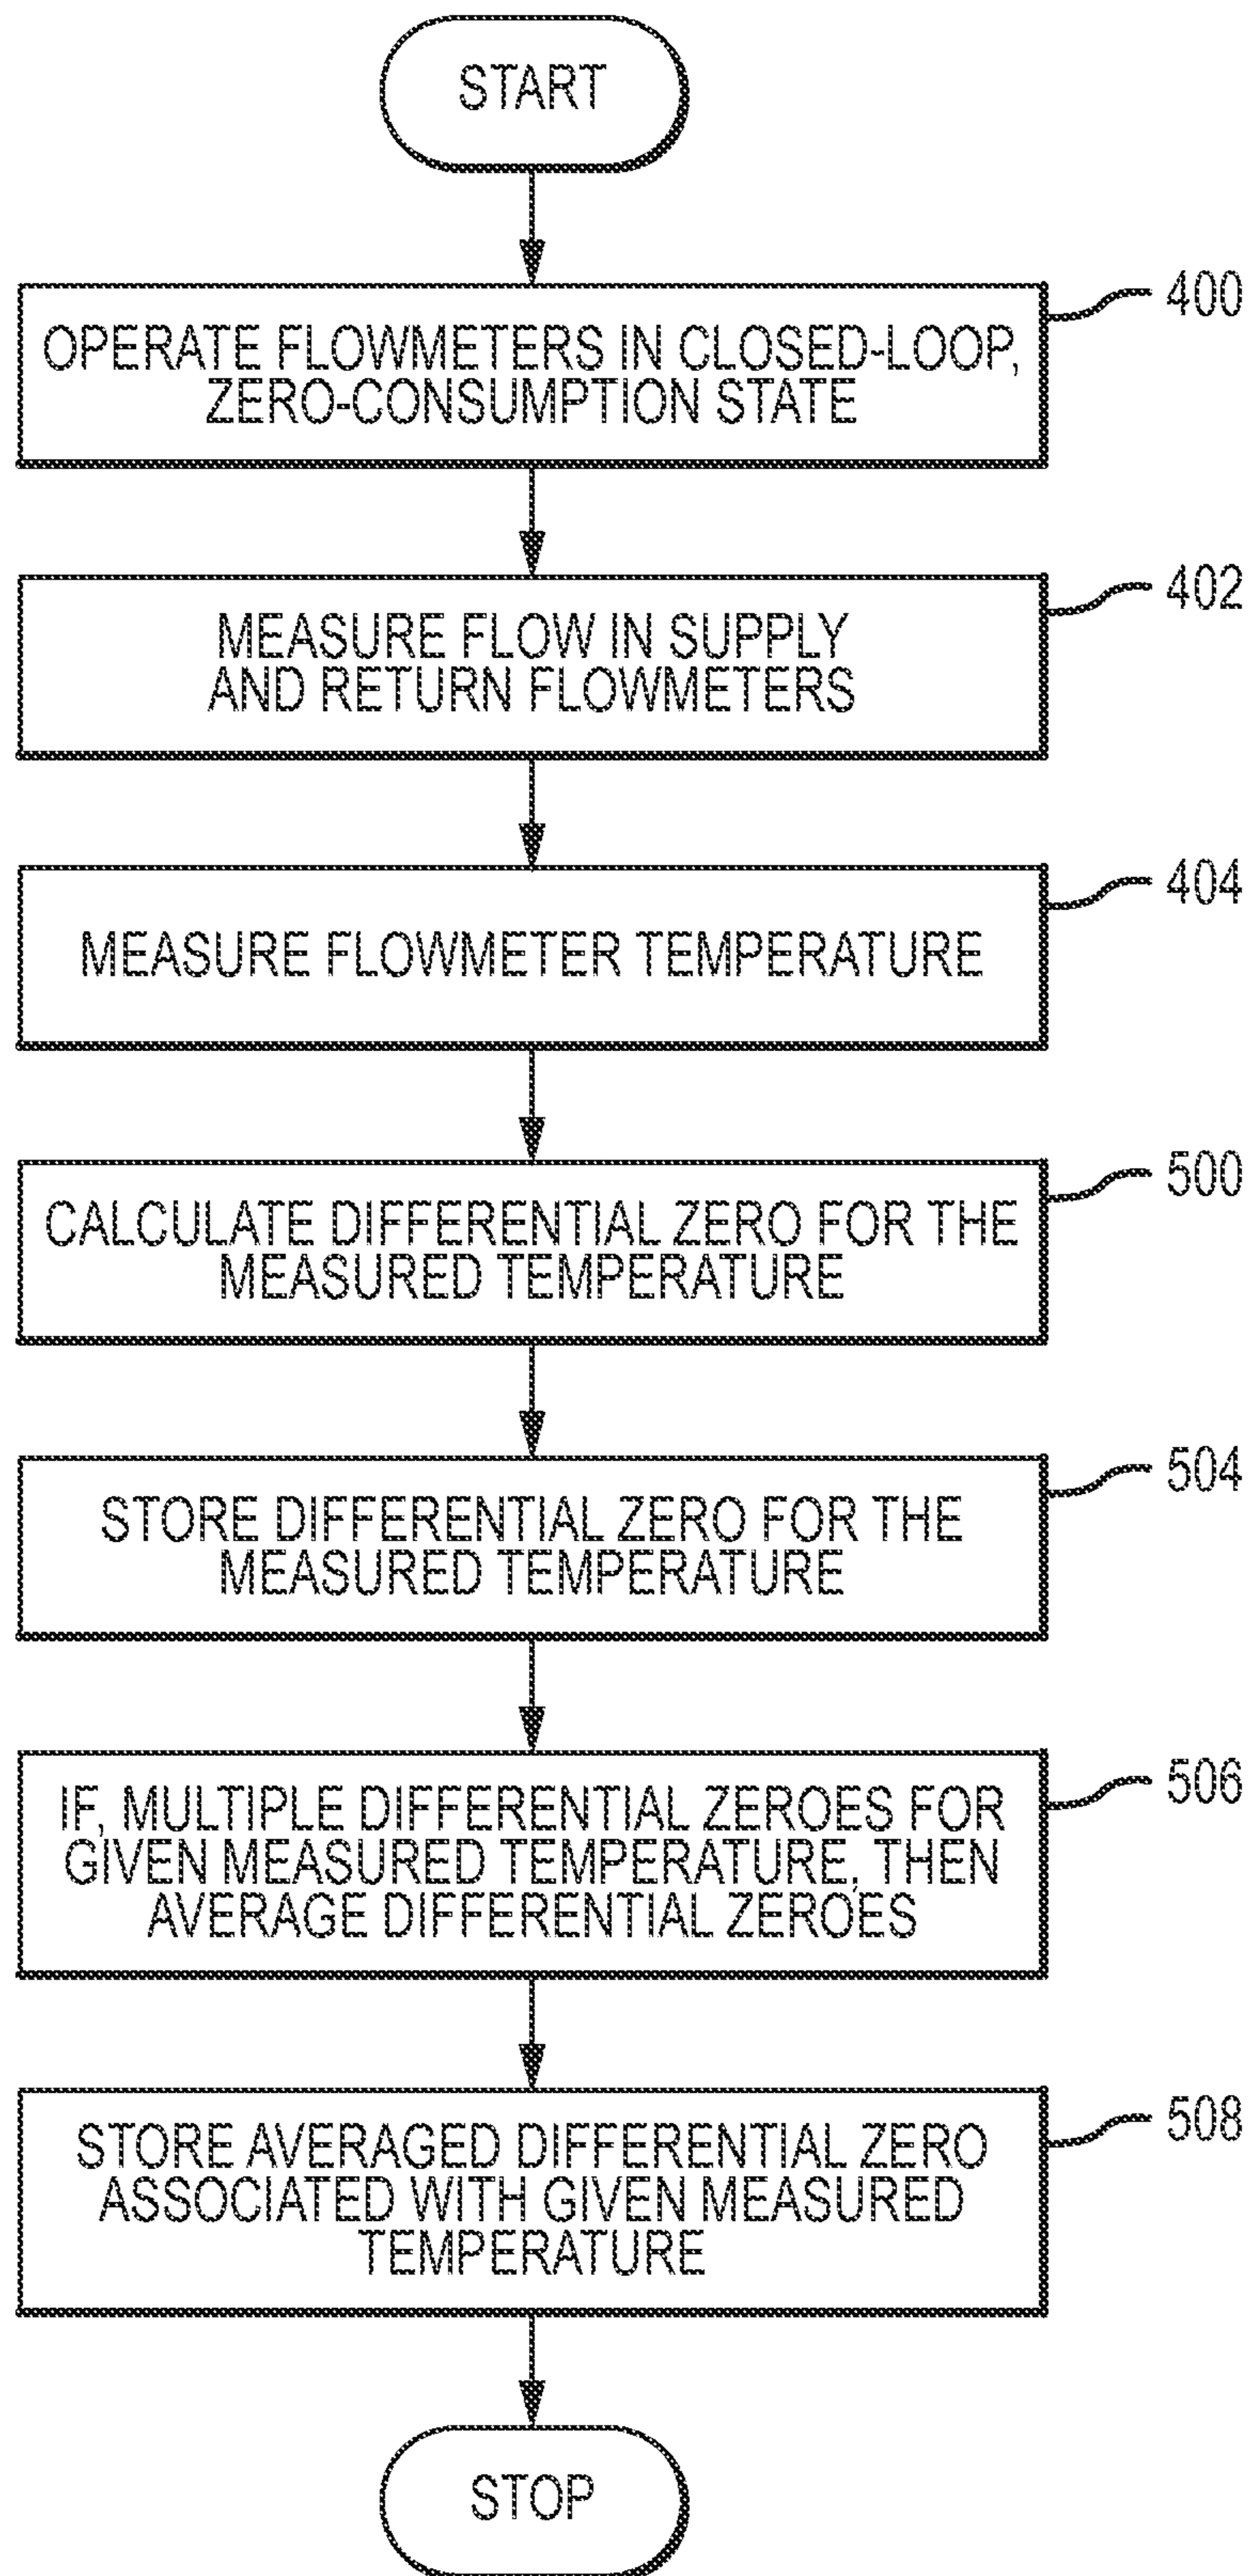 START
400
OPERATE FLOWMETERS IN CLOSED-LOOP,
ZERO-CONSUMPTION STATE
402
MEASURE FLOW IN SUPPLY
AND RETURN FLOWMETERS
404
MEASURE FLOWMETER TEMPERATURE
500
CALCULATE DIFFERENTIAL ZERO FOR THE
MEASURED TEMPERATURE
504
STORE DIFFERENTIAL ZERO FOR THE
MEASURED TEMPERATURE
506
IF, MULTIPLE DIFFERENTIAL ZEROES FOR
GIVEN MEASURED TEMPERATURE, THEN
AVERAGE DIFFERENTIAL ZEROES
508
STORE AVERAGED DIFFERENTIAL ZERO
ASSOCIATED WITH GIVEN MEASURED
TEMPERATURE
STOP